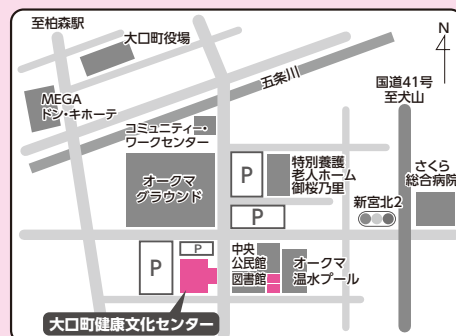 至柏森駅
大口町役場
N
五条川
国道41号
至犬山
MEGA
ドン・キホーテ
コミュニティー・
ワークセンター
オークマ
グラウンド
P
特別養護
老人ホーム
御桜乃里
さくら
総合病院
新宮北2
P
P
P
中央
公民館
図書館
オークマ
温水プール
大口町健康文化センター